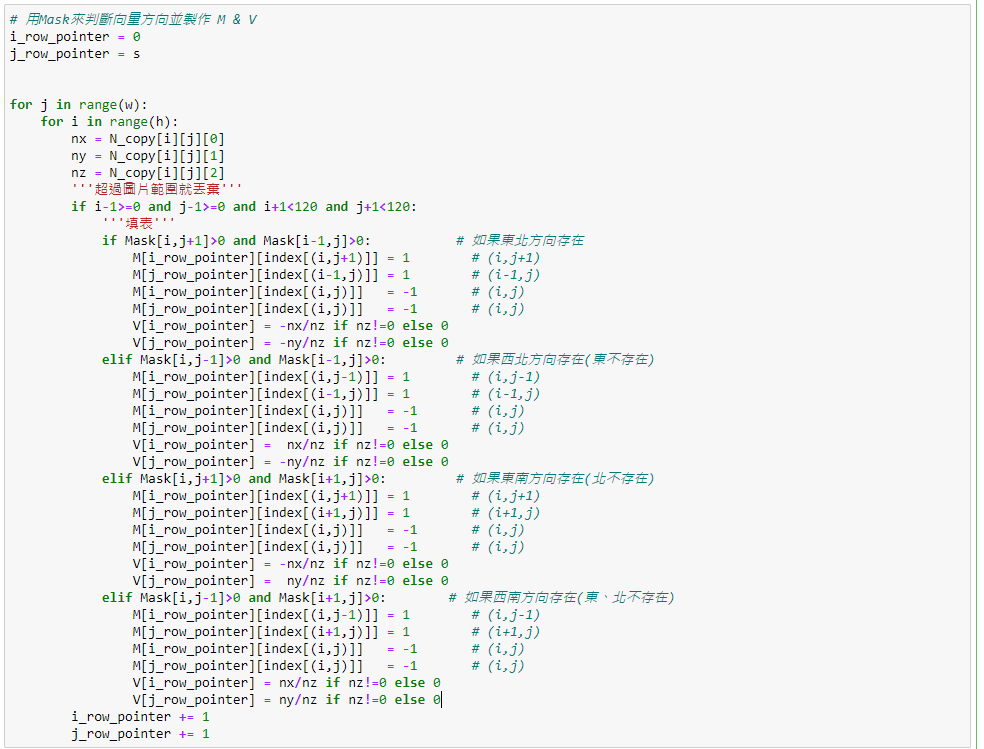 # 用Mask來判斷向量方向並製作 M & V
i_row_pointer = 0
j_row_pointer = s
for j in range(w):
    for i in range(h):
        nx = N_copy[i][j][0]
        ny = N_copy[i][j][1]
        nz = N_copy[i][j][2]
        '''超過圖片範圍就丟棄'''
        if i-1>=0 and j-1>=0 and i+1<120 and j+1<120:
            '''填表'''
            if Mask[i,j+1]>0 and Mask[i-1,j]>0:           # 如果東北方向存在
                M[i_row_pointer][index[(i,j+1)]] = 1        # (i,j+1)
                M[j_row_pointer][index[(i-1,j)]] = 1        # (i-1,j)
                M[i_row_pointer][index[(i,j)]]   = -1       # (i,j)
                M[j_row_pointer][index[(i,j)]]   = -1       # (i,j)
                V[i_row_pointer] = -nx/nz if nz!=0 else 0
                V[j_row_pointer] = -ny/nz if nz!=0 else 0
            elif Mask[i,j-1]>0 and Mask[i-1,j]>0:         # 如果西北方向存在(東不存在)
                M[i_row_pointer][index[(i,j-1)]] = 1        # (i,j-1)
                M[j_row_pointer][index[(i-1,j)]] = 1        # (i-1,j)
                M[i_row_pointer][index[(i,j)]]   = -1       # (i,j)
                M[j_row_pointer][index[(i,j)]]   = -1       # (i,j)
                V[i_row_pointer] =  nx/nz if nz!=0 else 0
                V[j_row_pointer] = -ny/nz if nz!=0 else 0
            elif Mask[i,j+1]>0 and Mask[i+1,j]>0:         # 如果東南方向存在(北不存在)
                M[i_row_pointer][index[(i,j+1)]] = 1        # (i,j+1)
                M[j_row_pointer][index[(i+1,j)]] = 1        # (i+1,j)
                M[i_row_pointer][index[(i,j)]]   = -1       # (i,j)
                M[j_row_pointer][index[(i,j)]]   = -1       # (i,j)
                V[i_row_pointer] = -nx/nz if nz!=0 else 0
                V[j_row_pointer] =  ny/nz if nz!=0 else 0
            elif Mask[i,j-1]>0 and Mask[i+1,j]>0:        # 如果西南方向存在(東、北不存在)
                M[i_row_pointer][index[(i,j-1)]] = 1        # (i,j-1)
                M[j_row_pointer][index[(i+1,j)]] = 1        # (i+1,j)
                M[i_row_pointer][index[(i,j)]]   = -1       # (i,j)
                M[j_row_pointer][index[(i,j)]]   = -1       # (i,j)
                V[i_row_pointer] = nx/nz if nz!=0 else 0
                V[j_row_pointer] = ny/nz if nz!=0 else 0
        i_row_pointer += 1
        j_row_pointer += 1